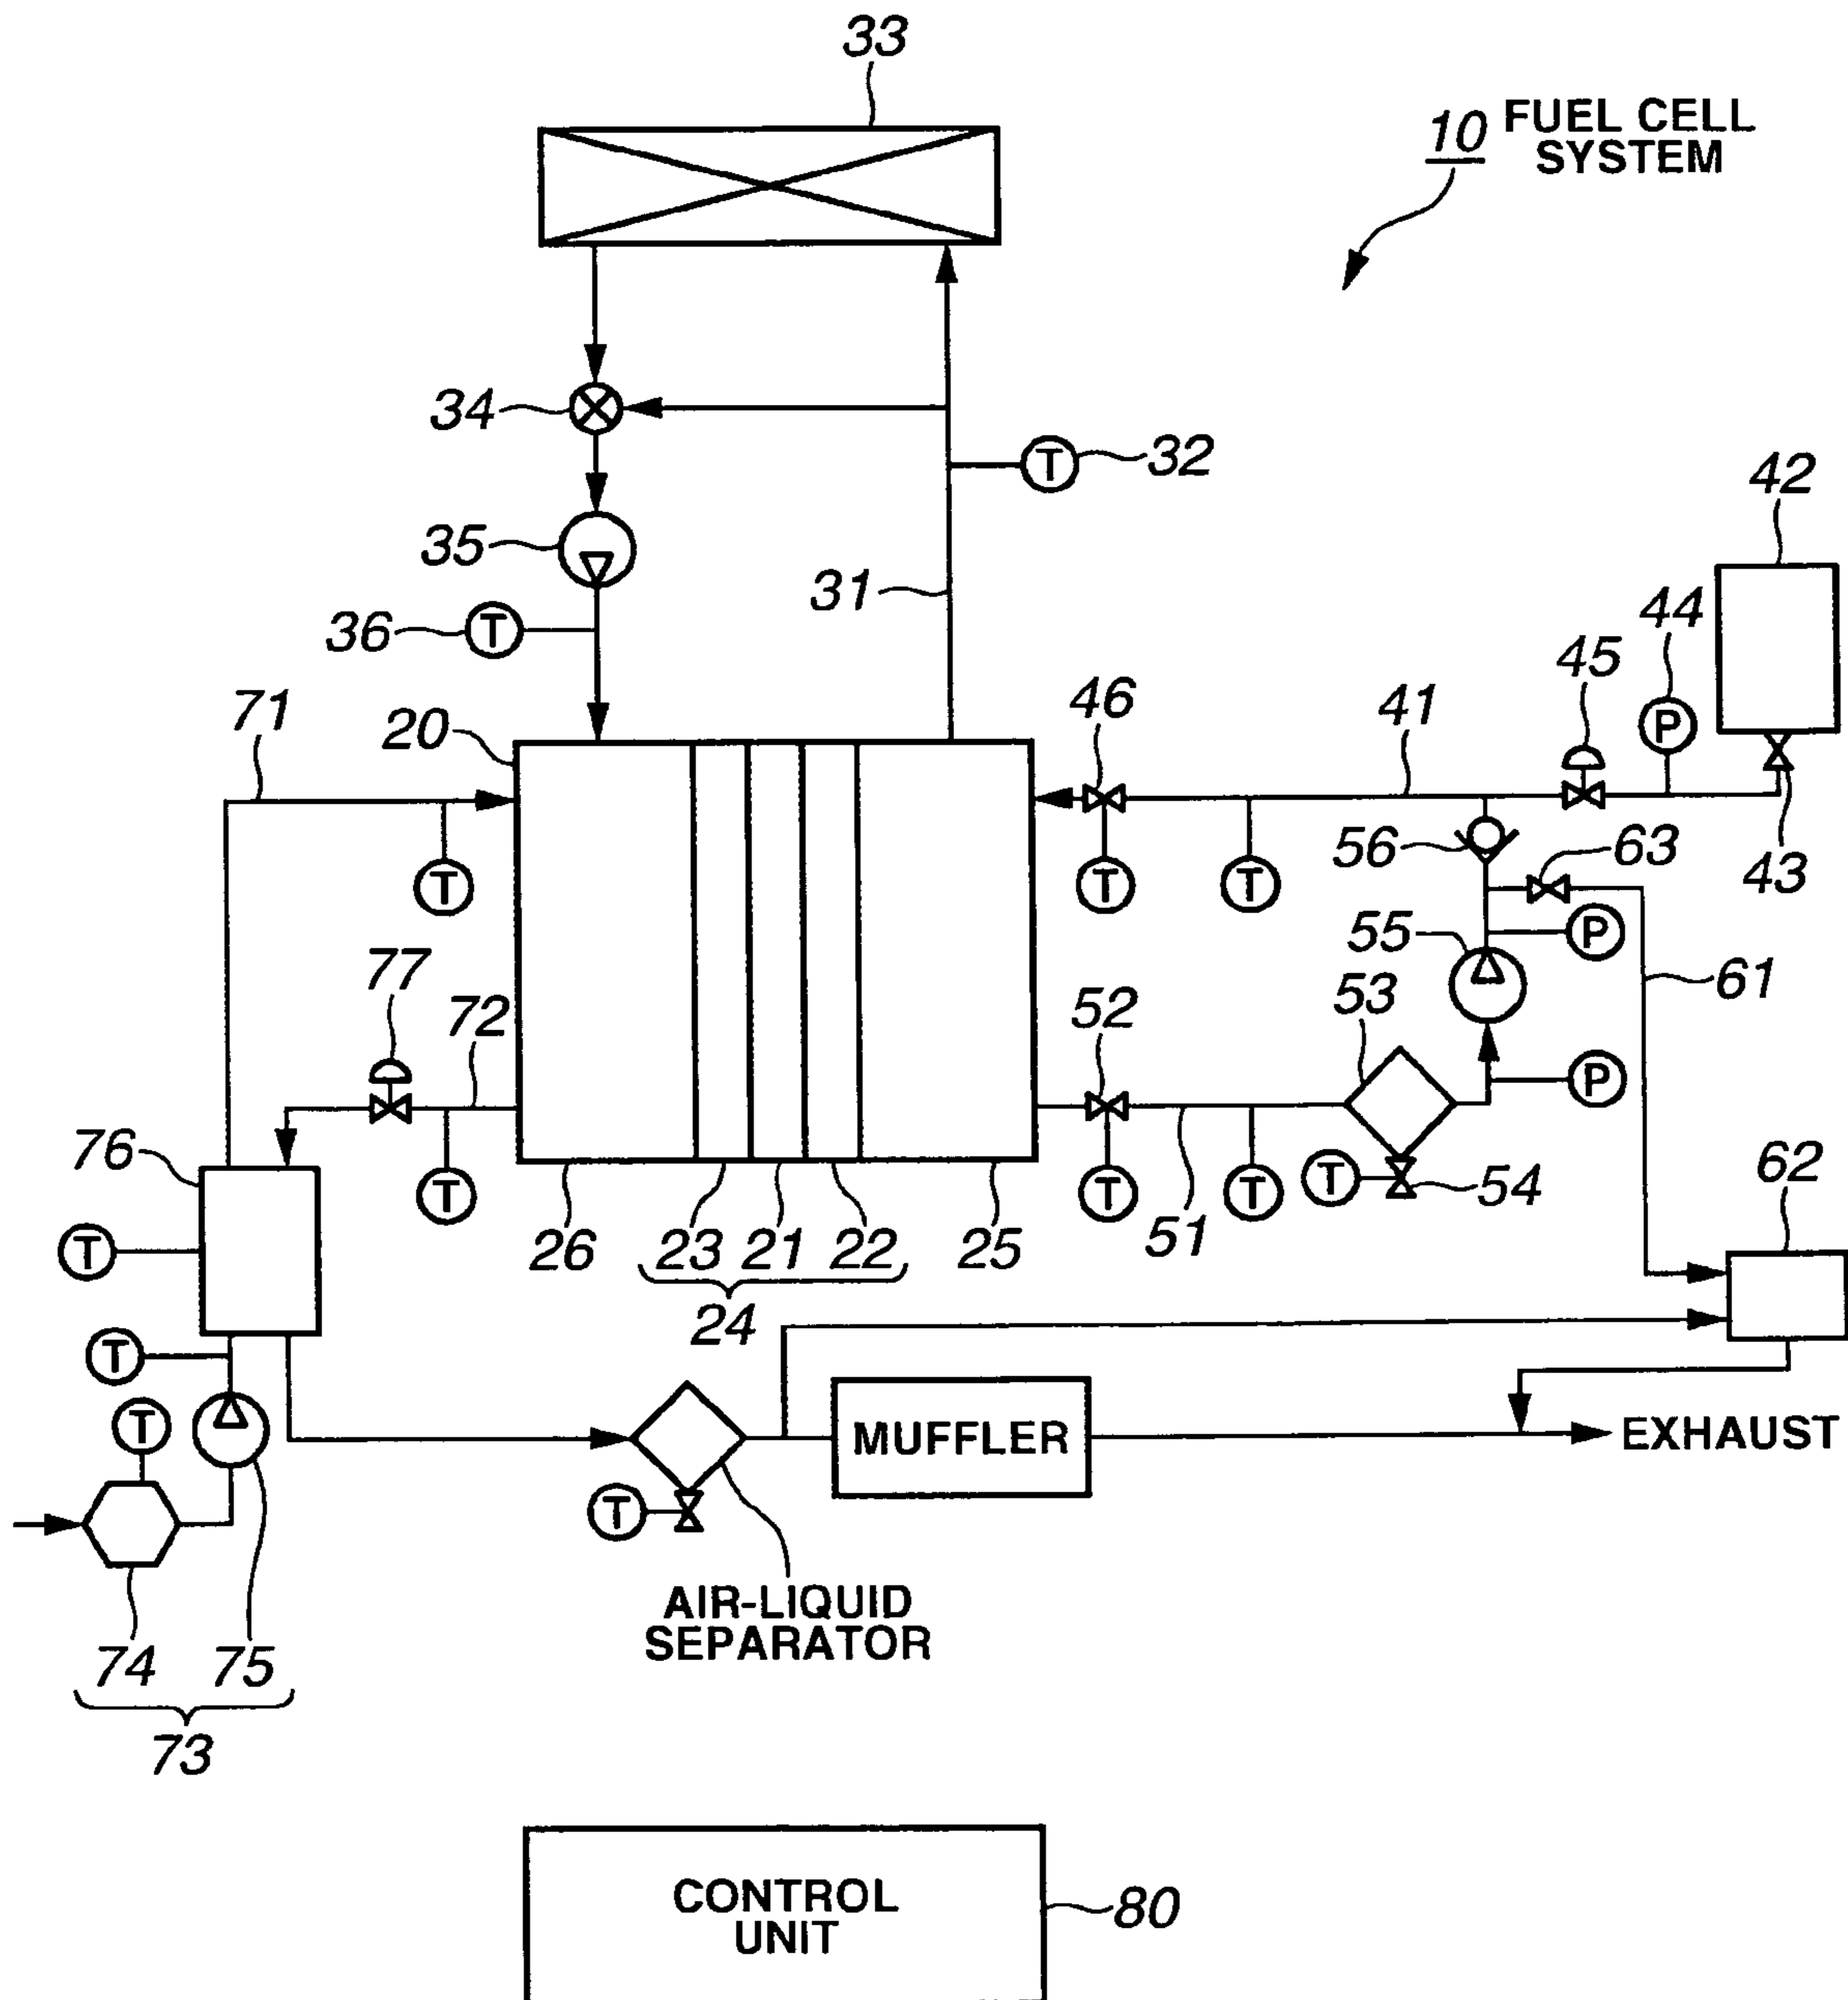 33
10 FUEL CELL
SYSTEM
34
T 32
42
35
31
44
36 T
45
P
71
20
46
41
56
63
43
T
T
T
55
P
77
53
61
72
52
P
76
62
T
T
T
T
54
T
26
23 21 22
25
51
24
T
T
MUFFLER
EXHAUST
T
AIR-LIQUID
SEPARATOR
74
75
73
CONTROL
UNIT
80